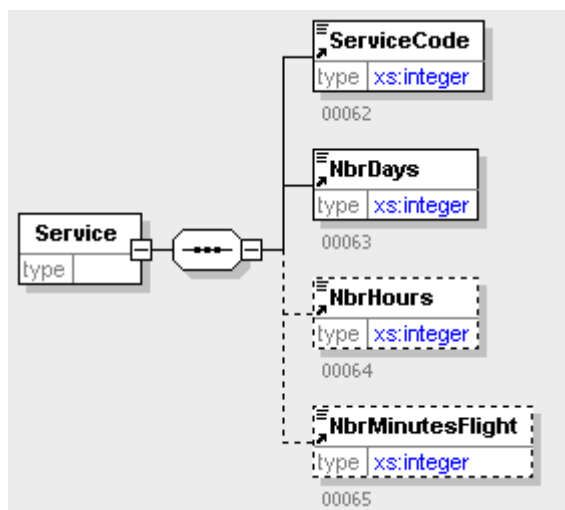 ServiceCode
type xs:integer
00062
NbrDays
type xs:integer
00063
Service
type
NbrHours
type xs:integer
00064
NbrMinutesFlight
type xs:integer
00065